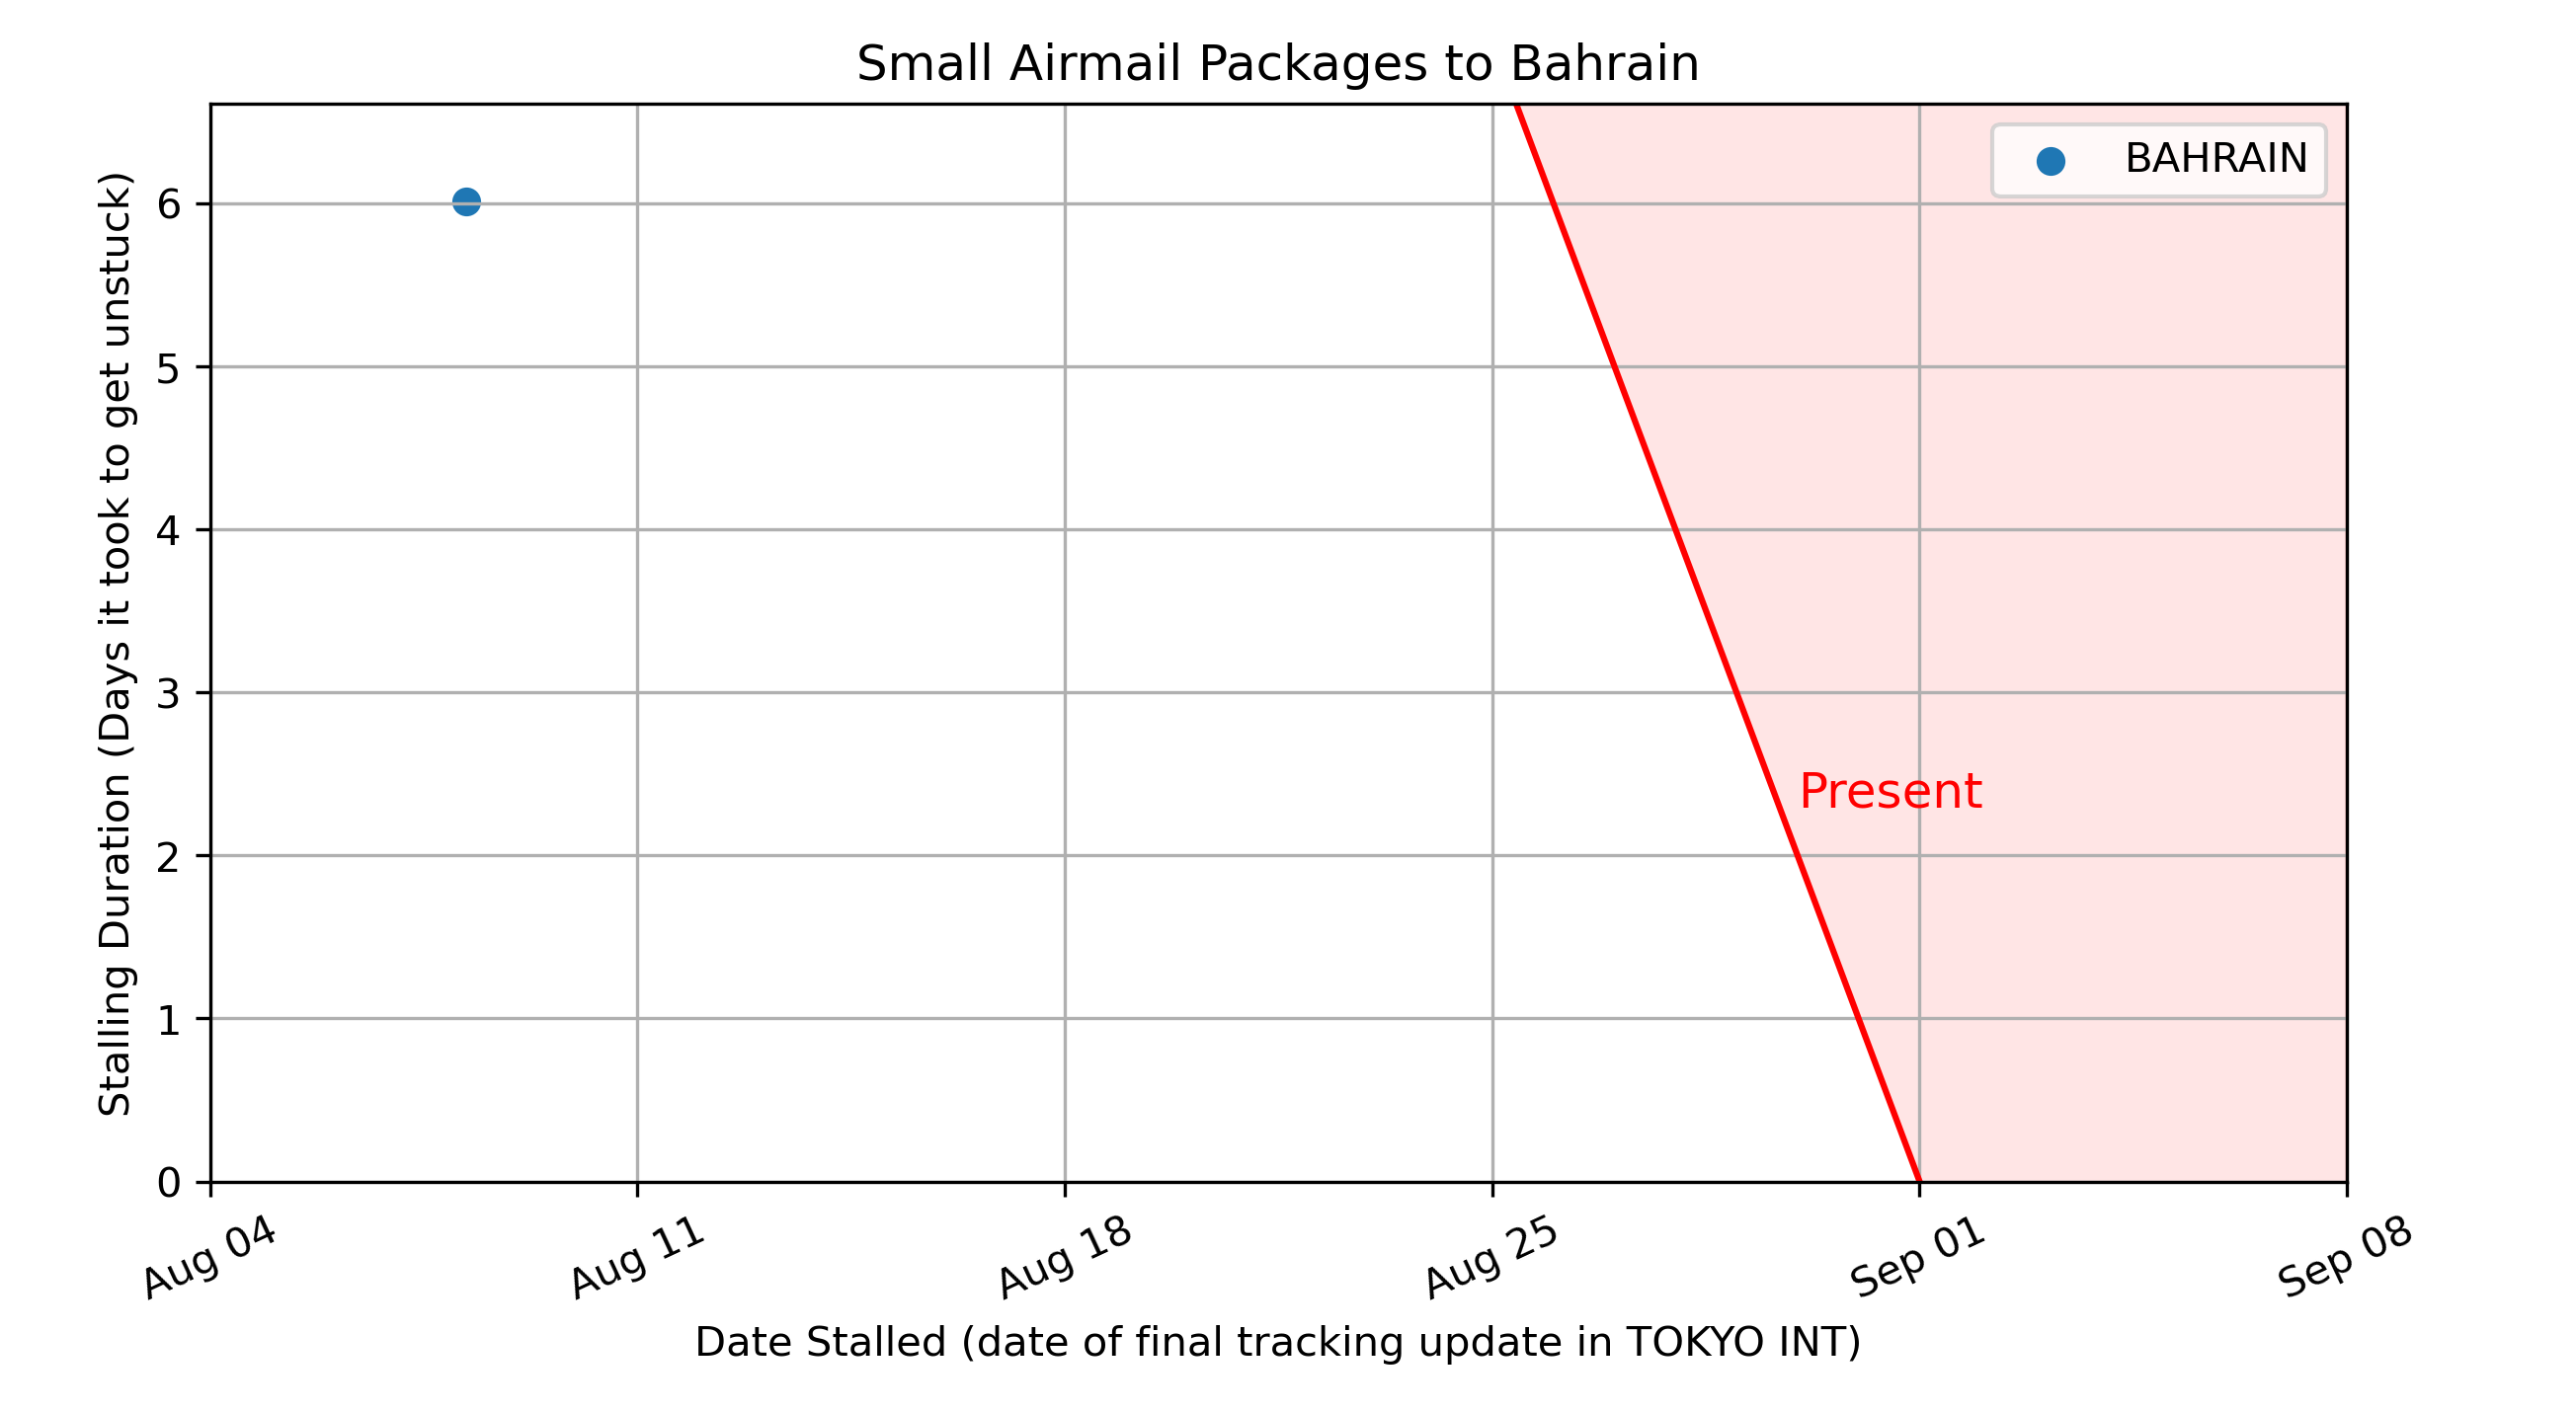 Small Airmail Packages to Bahrain
BAHRAIN
Stalling Duration (Days it took to get unstuck)
6
5
4
3
2
1
0
Present
Aug 04
Aug 11
Aug 18
Aug 25
Sep 01
Sep 08
Date Stalled (date of final tracking update in TOKYO INT)